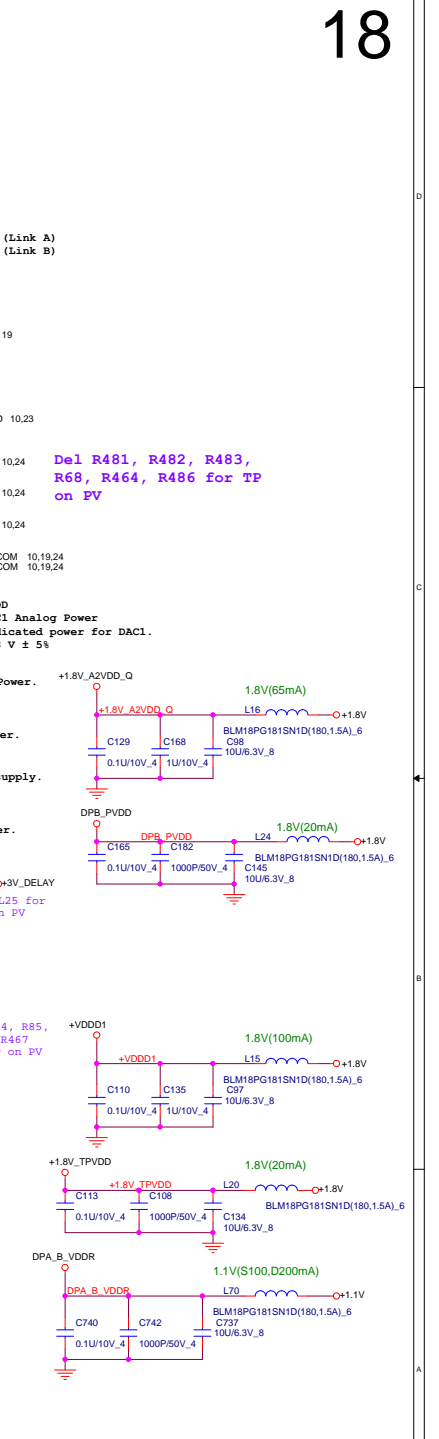 18
D
(Link A)
(Link B)
19
10,23
10,24
Del R481, R482, R483,
R68, R464, R486 for TP
on PV
10,24
10,24
COM 10,19,24
COM 10,19,24
C
Analog Power
dicated power for DAC1.
V ± 5%
Power.
+1.8V_A2VDD_Q
1.8V(65mA)
+1.8V_A2VDD_Q
L16
+1.8V
BLM18PG181SN1D(180,1.5A)_6
C129
C168
C98
0.1U/10V_4
1U/10V_4
10U/6.3V_8
er.
supply.
DPB_PVDD
1.8V(20mA)
er.
DPB_PVDD
L24
+1.8V
C165
C182
BLM18PG181SN1D(180,1.5A)_6
0.1U/10V_4
1000P/50V_4
C145
10U/6.3V_8
+3V_DELAY
L25 for
n PV
B
4, R85,
R467
on PV
+VDDD1
1.8V(100mA)
+VDDD1
L15
+1.8V
BLM18PG181SN1D(180,1.5A)_6
C110
C135
C97
0.1U/10V_4
1U/10V_4
10U/6.3V_8
+1.8V_TPVDD
1.8V(20mA)
+1.8V_TPVDD
L20
+1.8V
C113
C108
BLM18PG181SN1D(180,1.5A)_6
0.1U/10V_4
1000P/50V_4
C134
10U/6.3V_8
DPA_B_VDDR
1.1V(S100,D200mA)
DPA_B_VDDR
L70
+1.1V
BLM18PG181SN1D(180,1.5A)_6
C740
C742
C737
0.1U/10V_4
1000P/50V_4
10U/6.3V_8
A